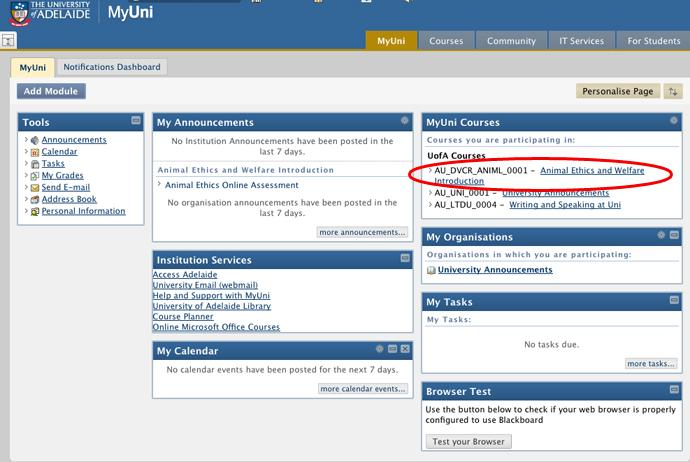 THE UNIVERSITY
of ADELAIDE
MyUni
MyUni
Courses
Community
IT Services
For Students
MyUni
Notifications Dashboard
Add Module
Personalise Page
Tools
Announcements
Calendar
Tasks
My Grades
Send E-mail
Address Book
Personal Information
My Announcements
No Institution Announcements have been posted in the
last 7 days.
Animal Ethics and Welfare Introduction
Animal Ethics Online Assessment
No organisation announcements have been posted in the
last 7 days.
more announcements...
Institution Services
Access Adelaide
University Email (webmail)
Help and Support with MyUni
University of Adelaide Library
Course Planner
Online Microsoft Office Courses
My Calendar
No calendar events have been posted for the next 7 days.
more calendar events...
MyUni Courses
Courses you are participating in:
UofA Courses
AU_DVCR_ANIML_0001 – Animal Ethics and Welfare
Introduction
AU_UNI_0001 – University Announcements
AU_LTDU_0004 – Writing and Speaking at Uni
My Organisations
Organisations in which you are participating:
University Announcements
My Tasks
My Tasks:
No tasks due.
more tasks...
Browser Test
Use the button below to check if your web browser is properly
configured to use Blackboard
Test your Browser